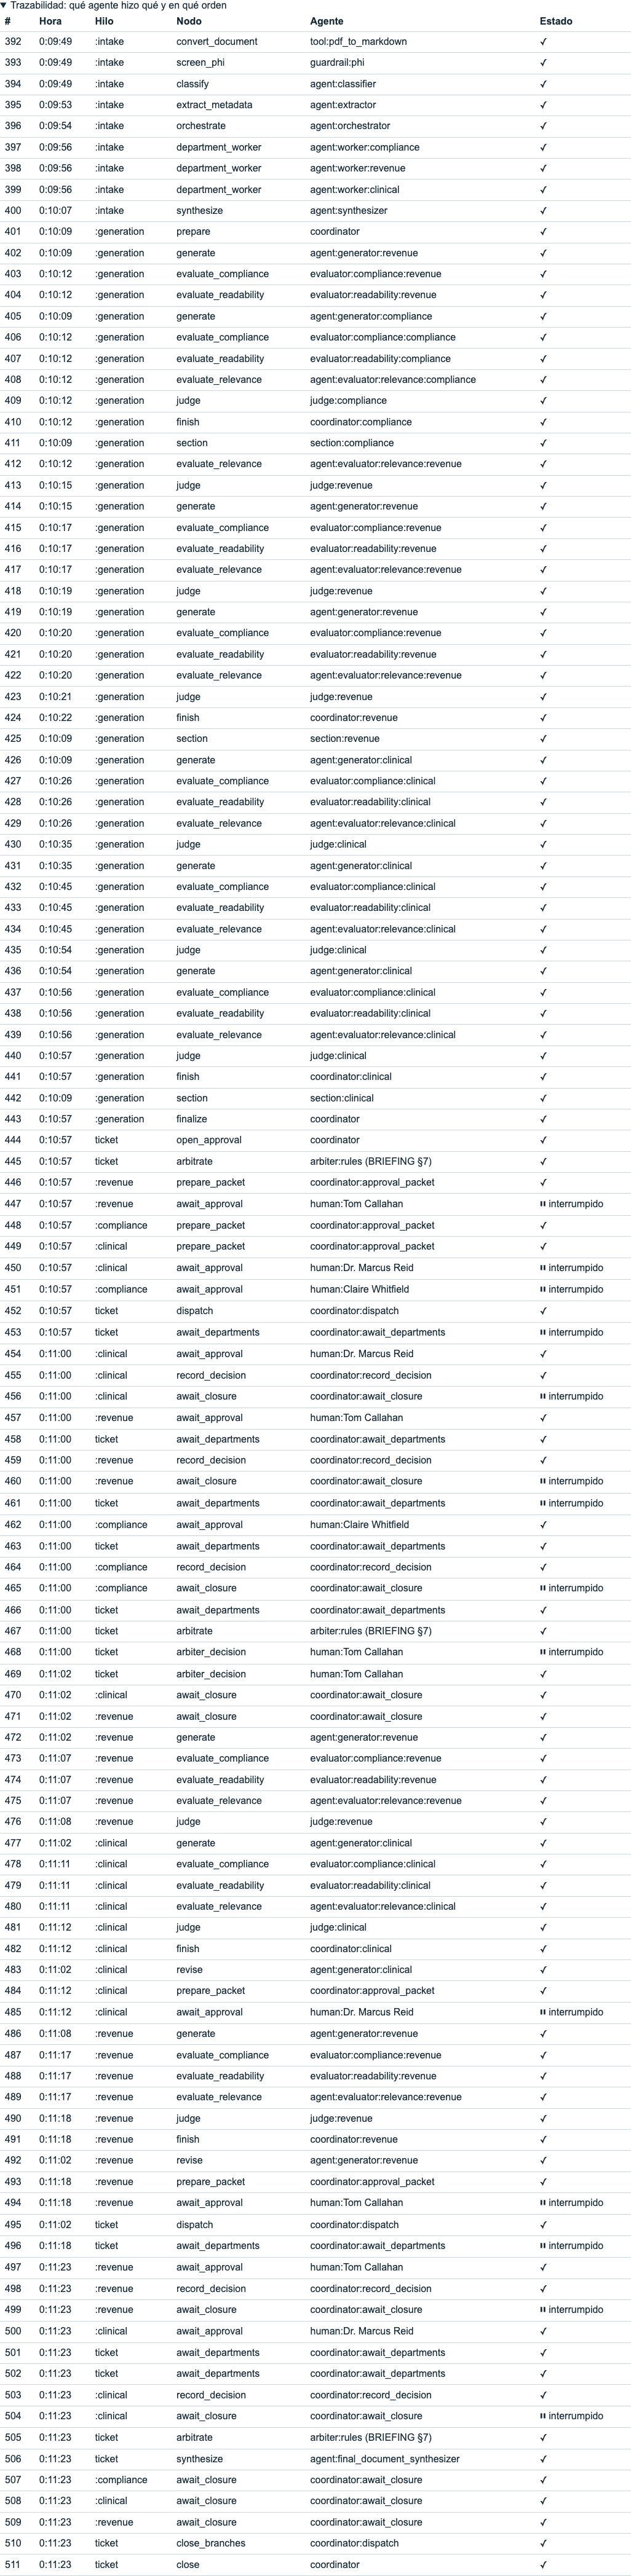 ▼ Trazabilidad: qué agente hizo qué y en qué orden
# Hora Hilo Nodo Agente Estado
392 0:09:49 :intake convert_document tool:pdf_to_markdown ✓
393 0:09:49 :intake screen_phi guardrail:phi ✓
394 0:09:49 :intake classify agent:classifier ✓
395 0:09:53 :intake extract_metadata agent:extractor ✓
396 0:09:54 :intake orchestrate agent:orchestrator ✓
397 0:09:56 :intake department_worker agent:worker:compliance ✓
398 0:09:56 :intake department_worker agent:worker:revenue ✓
399 0:09:56 :intake department_worker agent:worker:clinical ✓
400 0:10:07 :intake synthesize agent:synthesizer ✓
401 0:10:09 :generation prepare coordinator ✓
402 0:10:09 :generation generate agent:generator:revenue ✓
403 0:10:12 :generation evaluate_compliance evaluator:compliance:revenue ✓
404 0:10:12 :generation evaluate_readability evaluator:readability:revenue ✓
405 0:10:09 :generation generate agent:generator:compliance ✓
406 0:10:12 :generation evaluate_compliance evaluator:compliance:compliance ✓
407 0:10:12 :generation evaluate_readability evaluator:readability:compliance ✓
408 0:10:12 :generation evaluate_relevance agent:evaluator:relevance:compliance ✓
409 0:10:12 :generation judge judge:compliance ✓
410 0:10:12 :generation finish coordinator:compliance ✓
411 0:10:09 :generation section section:compliance ✓
412 0:10:12 :generation evaluate_relevance agent:evaluator:relevance:revenue ✓
413 0:10:15 :generation judge judge:revenue ✓
414 0:10:15 :generation generate agent:generator:revenue ✓
415 0:10:17 :generation evaluate_compliance evaluator:compliance:revenue ✓
416 0:10:17 :generation evaluate_readability evaluator:readability:revenue ✓
417 0:10:17 :generation evaluate_relevance agent:evaluator:relevance:revenue ✓
418 0:10:19 :generation judge judge:revenue ✓
419 0:10:19 :generation generate agent:generator:revenue ✓
420 0:10:20 :generation evaluate_compliance evaluator:compliance:revenue ✓
421 0:10:20 :generation evaluate_readability evaluator:readability:revenue ✓
422 0:10:20 :generation evaluate_relevance agent:evaluator:relevance:revenue ✓
423 0:10:21 :generation judge judge:revenue ✓
424 0:10:22 :generation finish coordinator:revenue ✓
425 0:10:09 :generation section section:revenue ✓
426 0:10:09 :generation generate agent:generator:clinical ✓
427 0:10:26 :generation evaluate_compliance evaluator:compliance:clinical ✓
428 0:10:26 :generation evaluate_readability evaluator:readability:clinical ✓
429 0:10:26 :generation evaluate_relevance agent:evaluator:relevance:clinical ✓
430 0:10:35 :generation judge judge:clinical ✓
431 0:10:35 :generation generate agent:generator:clinical ✓
432 0:10:45 :generation evaluate_compliance evaluator:compliance:clinical ✓
433 0:10:45 :generation evaluate_readability evaluator:readability:clinical ✓
434 0:10:45 :generation evaluate_relevance agent:evaluator:relevance:clinical ✓
435 0:10:54 :generation judge judge:clinical ✓
436 0:10:54 :generation generate agent:generator:clinical ✓
437 0:10:56 :generation evaluate_compliance evaluator:compliance:clinical ✓
438 0:10:56 :generation evaluate_readability evaluator:readability:clinical ✓
439 0:10:56 :generation evaluate_relevance agent:evaluator:relevance:clinical ✓
440 0:10:57 :generation judge judge:clinical ✓
441 0:10:57 :generation finish coordinator:clinical ✓
442 0:10:09 :generation section section:clinical ✓
443 0:10:57 :generation finalize coordinator ✓
444 0:10:57 ticket open_approval coordinator ✓
445 0:10:57 ticket arbitrate arbiter:rules (BRIEFING §7) ✓
446 0:10:57 :revenue prepare_packet coordinator:approval_packet ✓
447 0:10:57 :revenue await_approval human:Tom Callahan ⏸ interrumpido
448 0:10:57 :compliance prepare_packet coordinator:approval_packet ✓
449 0:10:57 :clinical prepare_packet coordinator:approval_packet ✓
450 0:10:57 :clinical await_approval human:Dr. Marcus Reid ⏸ interrumpido
451 0:10:57 :compliance await_approval human:Claire Whitfield ⏸ interrumpido
452 0:10:57 ticket dispatch coordinator:dispatch ✓
453 0:10:57 ticket await_departments coordinator:await_departments ⏸ interrumpido
454 0:11:00 :clinical await_approval human:Dr. Marcus Reid ✓
455 0:11:00 :clinical record_decision coordinator:record_decision ✓
456 0:11:00 :clinical await_closure coordinator:await_closure ⏸ interrumpido
457 0:11:00 :revenue await_approval human:Tom Callahan ✓
458 0:11:00 ticket await_departments coordinator:await_departments ✓
459 0:11:00 :revenue record_decision coordinator:record_decision ✓
460 0:11:00 :revenue await_closure coordinator:await_closure ⏸ interrumpido
461 0:11:00 ticket await_departments coordinator:await_departments ⏸ interrumpido
462 0:11:00 :compliance await_approval human:Claire Whitfield ✓
463 0:11:00 ticket await_departments coordinator:await_departments ✓
464 0:11:00 :compliance record_decision coordinator:record_decision ✓
465 0:11:00 :compliance await_closure coordinator:await_closure ⏸ interrumpido
466 0:11:00 ticket await_departments coordinator:await_departments ✓
467 0:11:00 ticket arbitrate arbiter:rules (BRIEFING §7) ✓
468 0:11:00 ticket arbiter_decision human:Tom Callahan ⏸ interrumpido
469 0:11:02 ticket arbiter_decision human:Tom Callahan ✓
470 0:11:02 :clinical await_closure coordinator:await_closure ✓
471 0:11:02 :revenue await_closure coordinator:await_closure ✓
472 0:11:02 :revenue generate agent:generator:revenue ✓
473 0:11:07 :revenue evaluate_compliance evaluator:compliance:revenue ✓
474 0:11:07 :revenue evaluate_readability evaluator:readability:revenue ✓
475 0:11:07 :revenue evaluate_relevance agent:evaluator:relevance:revenue ✓
476 0:11:08 :revenue judge judge:revenue ✓
477 0:11:02 :clinical generate agent:generator:clinical ✓
478 0:11:11 :clinical evaluate_compliance evaluator:compliance:clinical ✓
479 0:11:11 :clinical evaluate_readability evaluator:readability:clinical ✓
480 0:11:11 :clinical evaluate_relevance agent:evaluator:relevance:clinical ✓
481 0:11:12 :clinical judge judge:clinical ✓
482 0:11:12 :clinical finish coordinator:clinical ✓
483 0:11:02 :clinical revise agent:generator:clinical ✓
484 0:11:12 :clinical prepare_packet coordinator:approval_packet ✓
485 0:11:12 :clinical await_approval human:Dr. Marcus Reid ⏸ interrumpido
486 0:11:08 :revenue generate agent:generator:revenue ✓
487 0:11:17 :revenue evaluate_compliance evaluator:compliance:revenue ✓
488 0:11:17 :revenue evaluate_readability evaluator:readability:revenue ✓
489 0:11:17 :revenue evaluate_relevance agent:evaluator:relevance:revenue ✓
490 0:11:18 :revenue judge judge:revenue ✓
491 0:11:18 :revenue finish coordinator:revenue ✓
492 0:11:02 :revenue revise agent:generator:revenue ✓
493 0:11:18 :revenue prepare_packet coordinator:approval_packet ✓
494 0:11:18 :revenue await_approval human:Tom Callahan ⏸ interrumpido
495 0:11:02 ticket dispatch coordinator:dispatch ✓
496 0:11:18 ticket await_departments coordinator:await_departments ⏸ interrumpido
497 0:11:23 :revenue await_approval human:Tom Callahan ✓
498 0:11:23 :revenue record_decision coordinator:record_decision ✓
499 0:11:23 :revenue await_closure coordinator:await_closure ⏸ interrumpido
500 0:11:23 :clinical await_approval human:Dr. Marcus Reid ✓
501 0:11:23 ticket await_departments coordinator:await_departments ✓
502 0:11:23 ticket await_departments coordinator:await_departments ✓
503 0:11:23 :clinical record_decision coordinator:record_decision ✓
504 0:11:23 :clinical await_closure coordinator:await_closure ⏸ interrumpido
505 0:11:23 ticket arbitrate arbiter:rules (BRIEFING §7) ✓
506 0:11:23 ticket synthesize agent:final_document_synthesizer ✓
507 0:11:23 :compliance await_closure coordinator:await_closure ✓
508 0:11:23 :clinical await_closure coordinator:await_closure ✓
509 0:11:23 :revenue await_closure coordinator:await_closure ✓
510 0:11:23 ticket close_branches coordinator:dispatch ✓
511 0:11:23 ticket close coordinator ✓